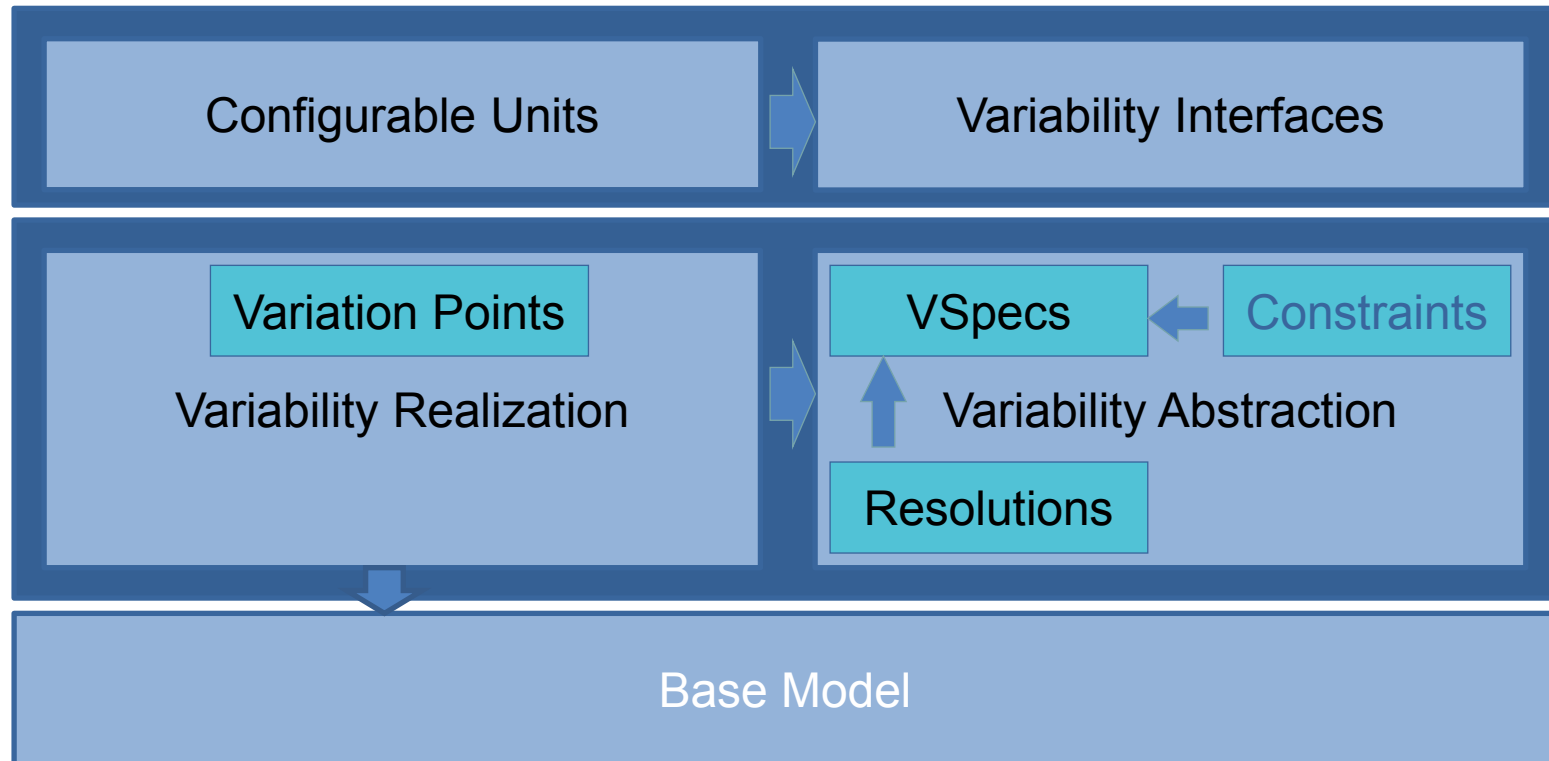 Configurable Units
Variability Interfaces
Variation Points
Variability Realization
VSpecs
Constraints
Variability Abstraction
Resolutions
Base Model